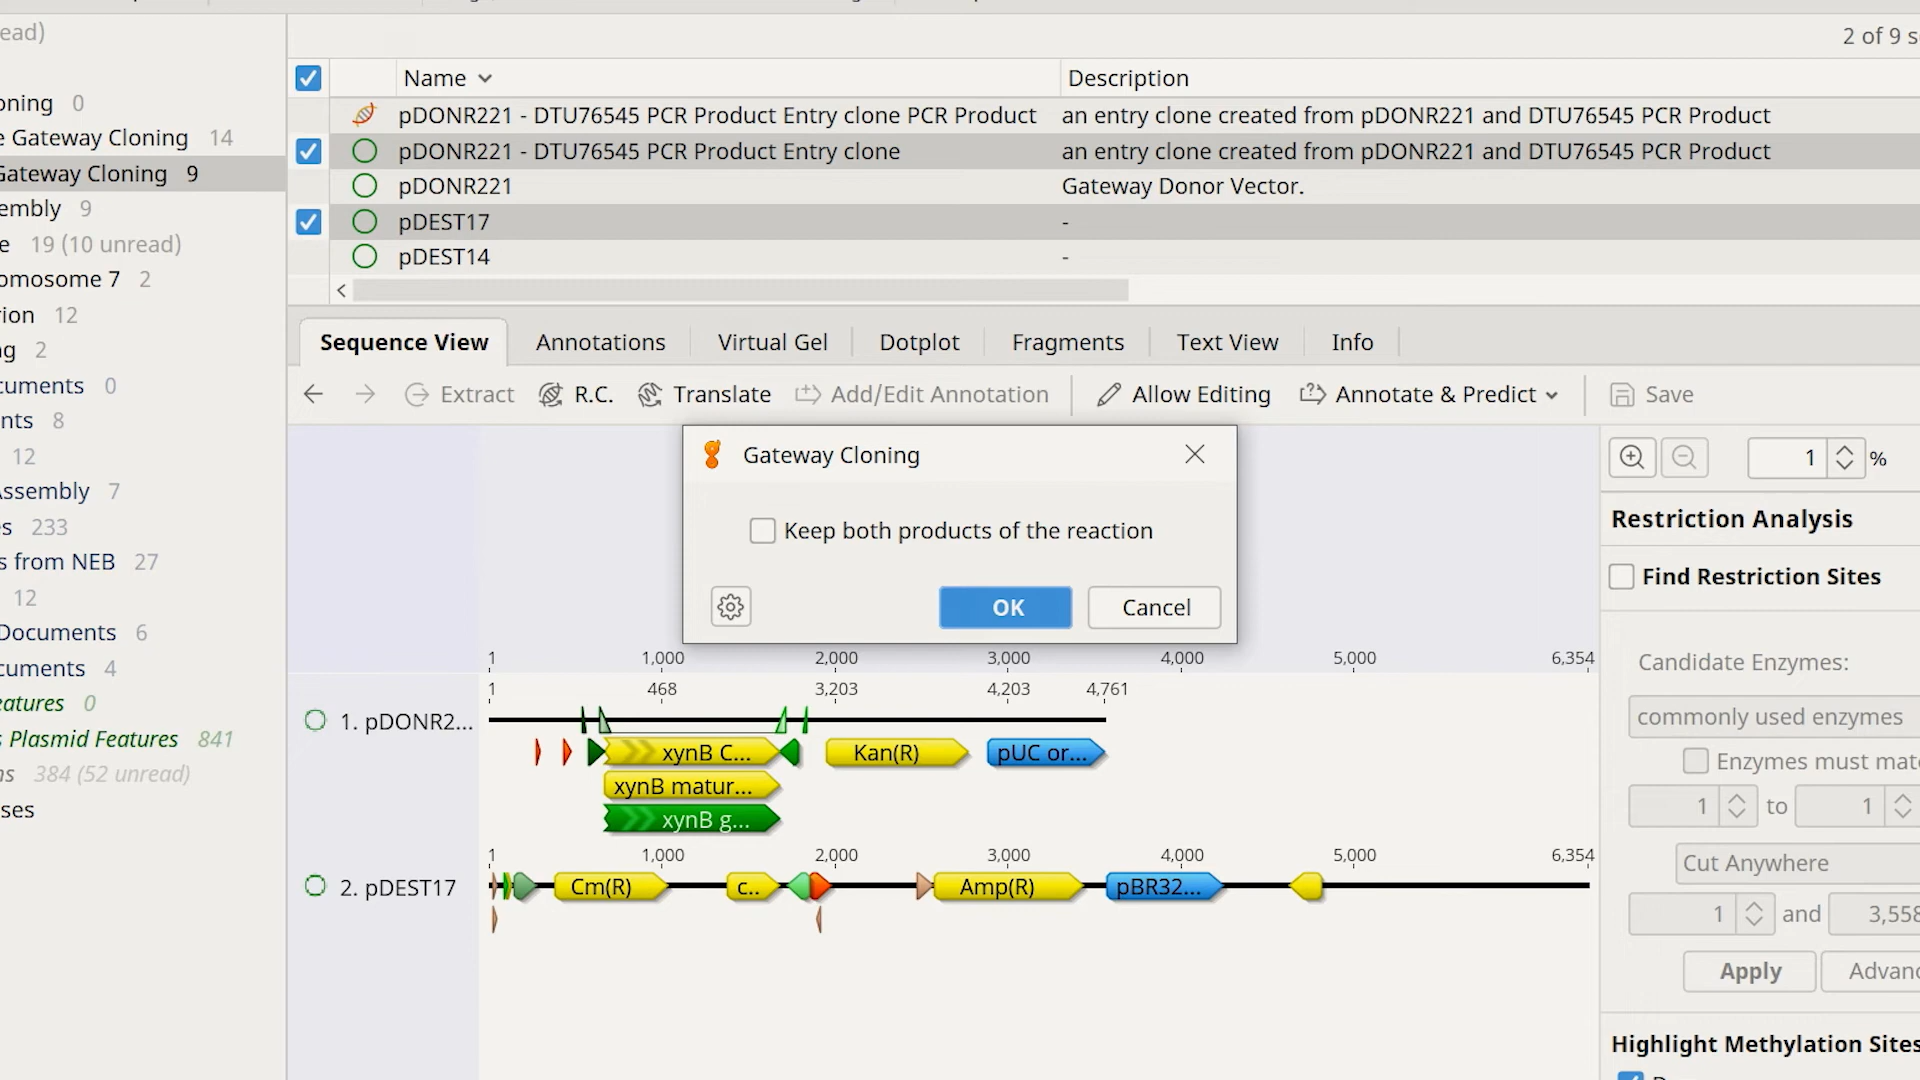 ead)
2 of 9 s
Name
Description
oning 0
pDONR221 - DTU76545 PCR Product Entry clone PCR Product
an entry clone created from pDONR221 and DTU76545 PCR Product
e Gateway Cloning 14
pDONR221 - DTU76545 PCR Product Entry clone
an entry clone created from pDONR221 and DTU76545 PCR Product
Gateway Cloning 9
pDONR221
Gateway Donor Vector.
embly 9
pDEST17
-
e 19 (10 unread)
pDEST14
-
omosome 7 2
rion 12
g 2
cuments 0
nts 8
12
Assembly 7
s 233
s from NEB 27
12
Documents 6
cuments 4
eatures 0
s Plasmid Features 841
ns 384 (52 unread)
ses
Sequence View
Annotations
Virtual Gel
Dotplot
Fragments
Text View
Info
Extract
R.C.
Translate
Add/Edit Annotation
Allow Editing
Annotate & Predict
Save
Gateway Cloning
Keep both products of the reaction
OK
Cancel
1 %
Restriction Analysis
Find Restriction Sites
Candidate Enzymes:
commonly used enzymes
Enzymes must mat
1 to 1
Cut Anywhere
1 and 3,558
Apply
Advan
Highlight Methylation Sites
1 1,000 2,000 3,000 4,000 5,000 6,354
1 468 3,203 4,203 4,761
1. pDONR2...
xynB C...
Kan(R)
pUC or...
xynB matur...
xynB g...
1 1,000 2,000 3,000 4,000 5,000 6,354
2. pDEST17
Cm(R)
c..
Amp(R)
pBR32...